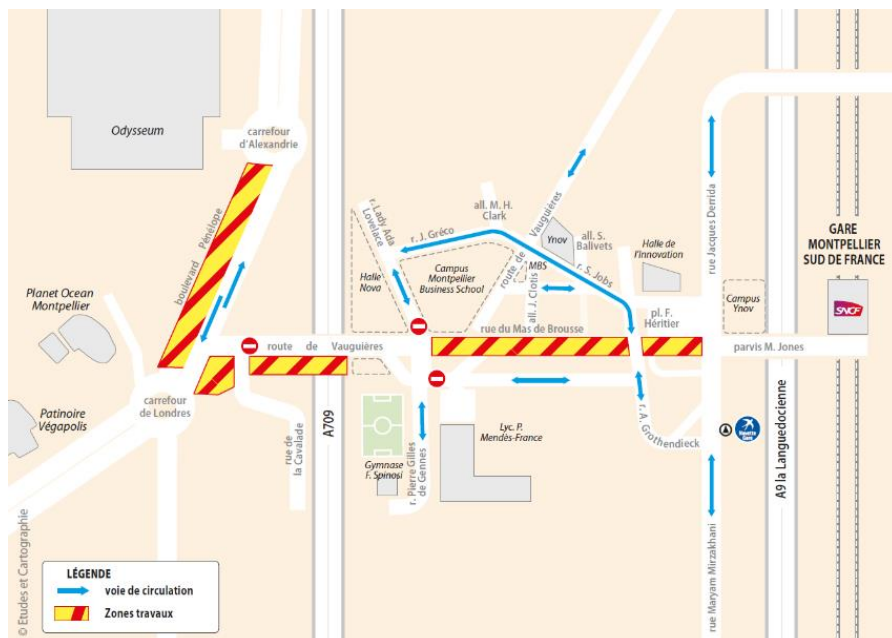 Odysseum
carrefour
d'Alexandrie
boulevard Pénélope
Planet Ocean
Montpellier
Patinoire
Végapolis
carrefour
de Londres
rue de
la Cavalade
route de Vauguières
A709
r. Lady Ada
Lovelace
Halle
Nova
r. J. Gréco
all. M. H.
Clark
Campus
Montpellier
Business School
route de Vauguières
Ynov
MBS
all. J. Clotis
all. S.
Balivets
r. S. Jobs
Halle de
l'Innovation
rue du Mas de Brousse
pl. F.
Héritier
Campus
Ynov
rue Jacques Derrida
GARE
MONTPELLIER
SUD DE FRANCE
SNCF
parvis M. Jones
Gymnase
F. Spinosi
r. Pierre Gilles
de Gennes
Lyc. P.
Mendès-France
r. A. Grothendieck
rue Maryam Mirzakhani
A9 la Languedocienne
© Etudes et Cartographie
LÉGENDE
voie de circulation
Zones travaux